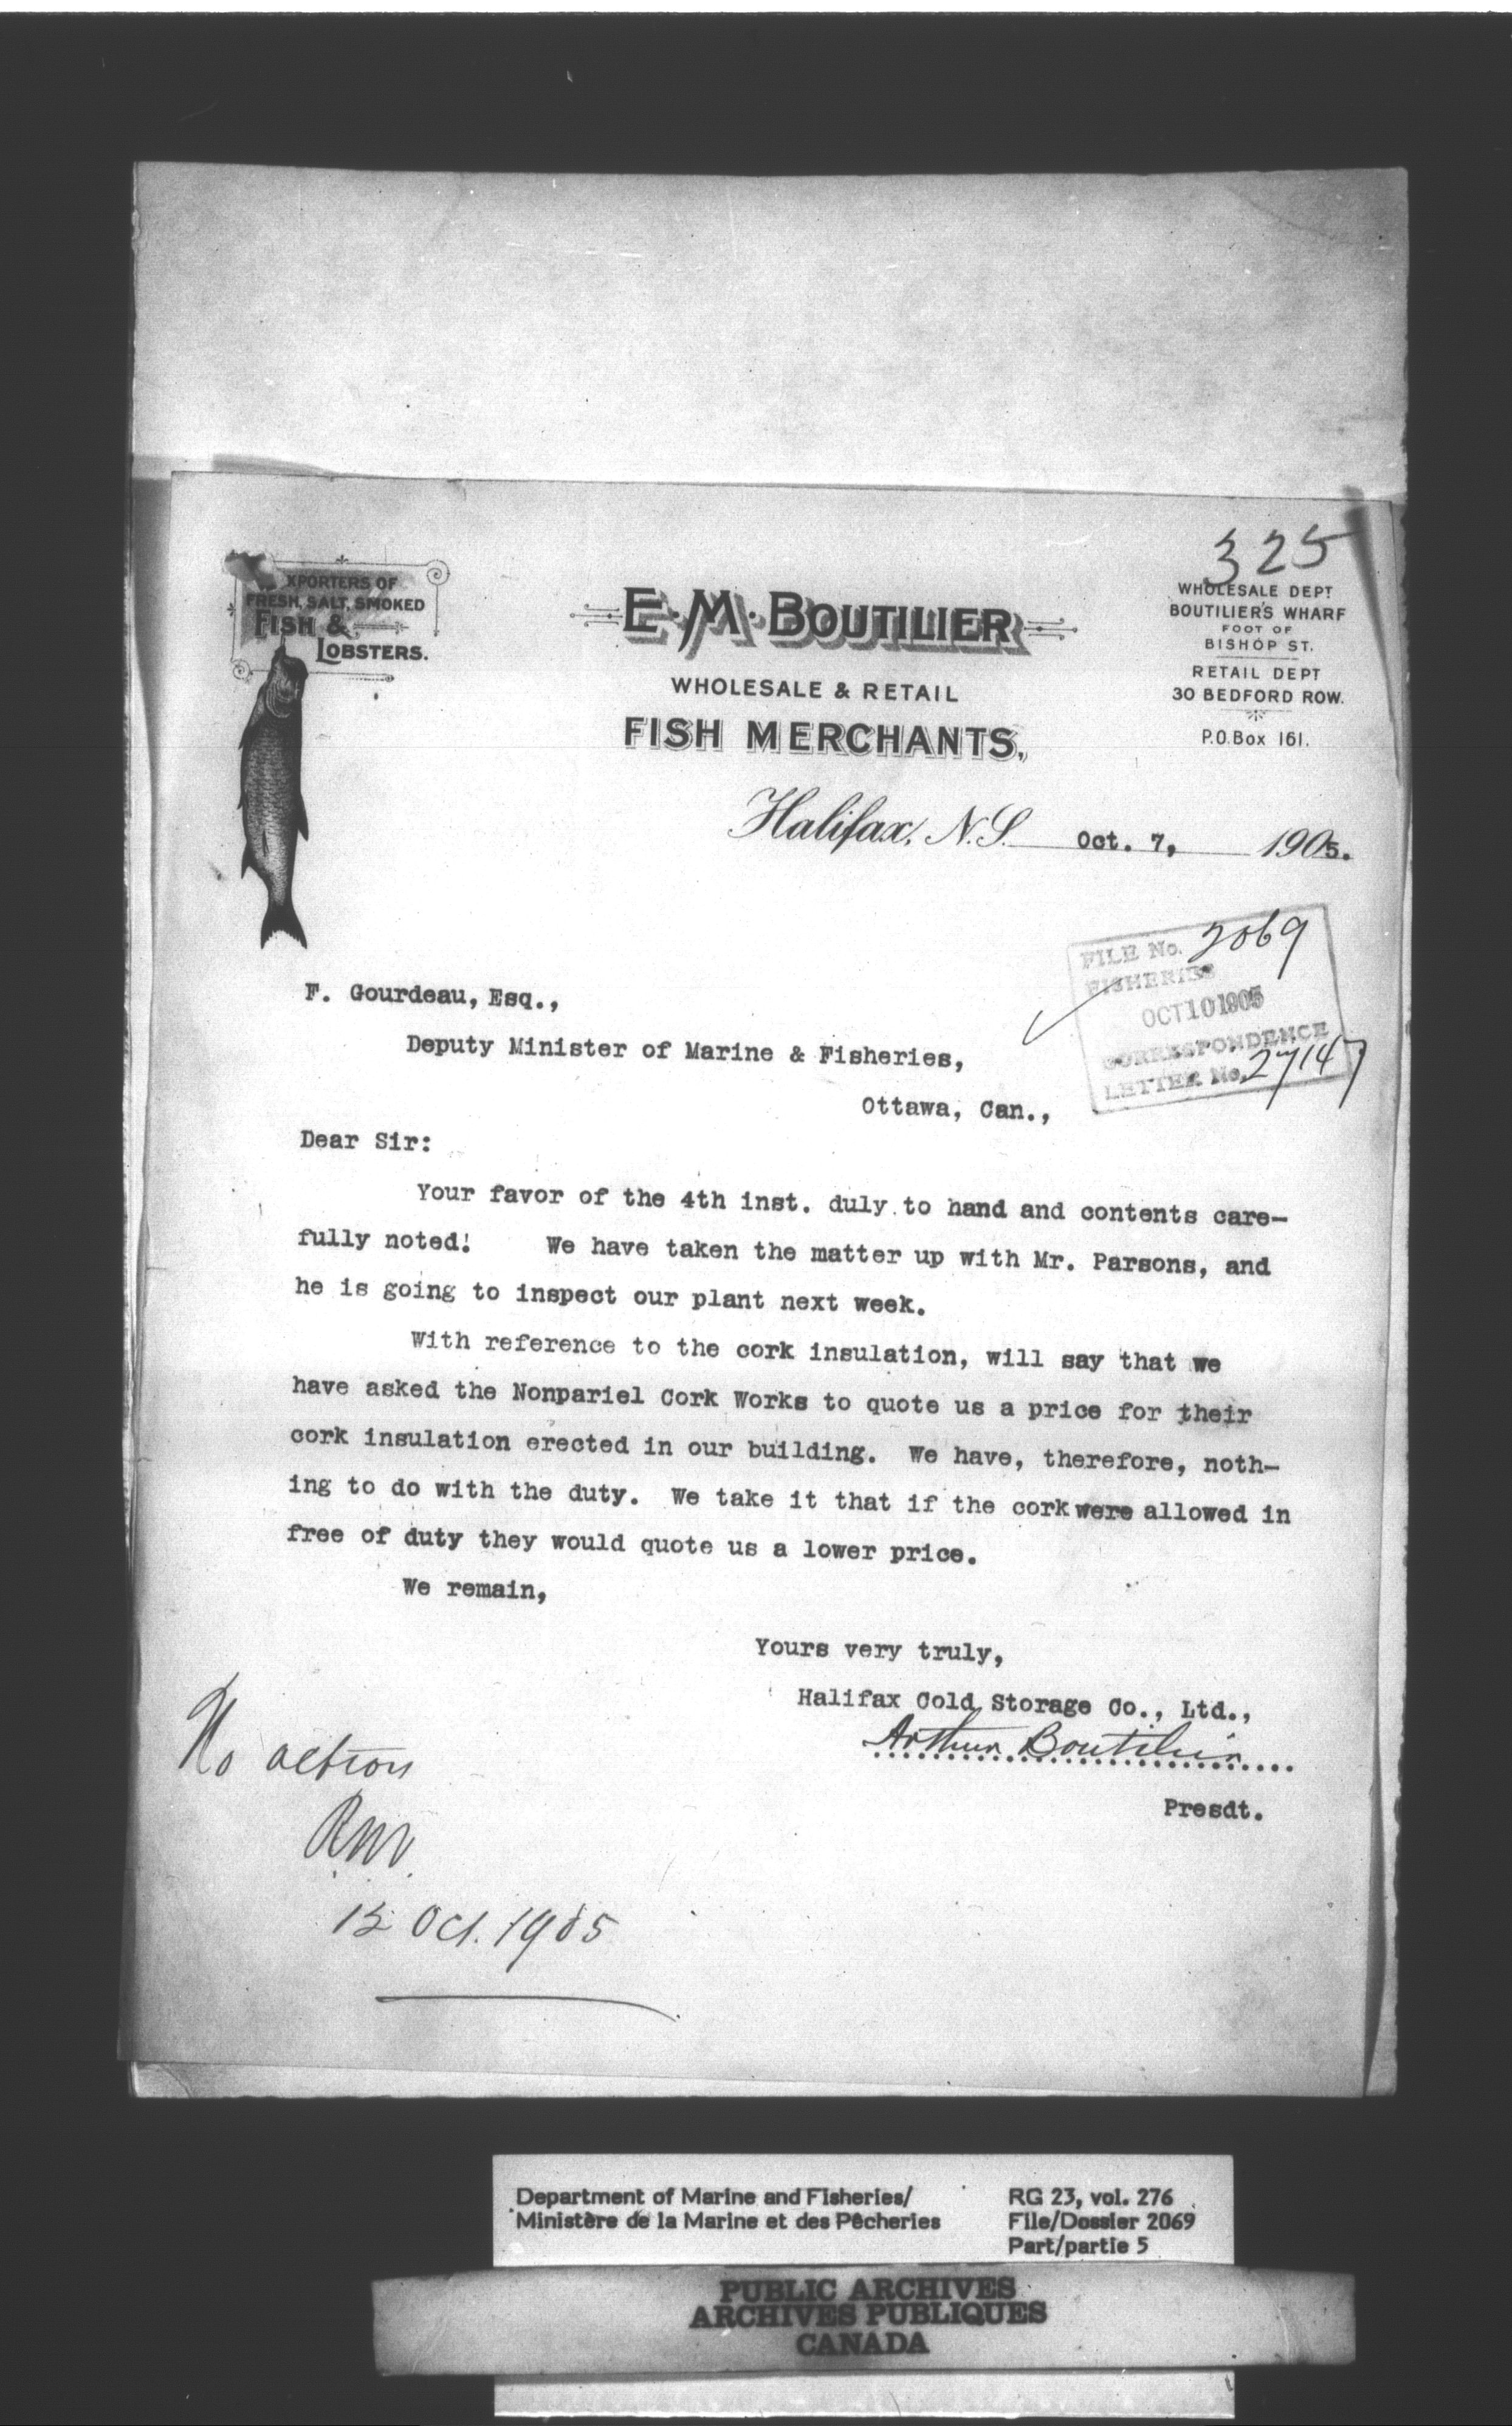 325
EXPORTERS OF
FRESH, SALT, SMOKED
FISH &
LOBSTERS.
E. M. BOUTILIER
WHOLESALE & RETAIL
FISH MERCHANTS,
WHOLESALE DEPT
BOUTILIER'S WHARF
FOOT OF
BISHOP ST.
RETAIL DEPT
30 BEDFORD ROW.
P.O. Box 161.
Halifax, N.S. Oct. 7, 1905.
FILE No. 2069
FISHERIES
OCT 10 1905
CORRESPONDENCE
LETTER No. 27147
F. Gourdeau, Esq.,
Deputy Minister of Marine & Fisheries,
Ottawa, Can.,
Dear Sir:
Your favor of the 4th inst. duly to hand and contents care-
fully noted! We have taken the matter up with Mr. Parsons, and
he is going to inspect our plant next week.
With reference to the cork insulation, will say that we
have asked the Nonpariel Cork Works to quote us a price for their
cork insulation erected in our building. We have, therefore, noth-
ing to do with the duty. We take it that if the cork were allowed in
free of duty they would quote us a lower price.
We remain,
Yours very truly,
Halifax Cold Storage Co., Ltd.,
Arthur Boutilier
Presdt.
No action
Oct. 1905
Department of Marine and Fisheries/
Ministère de la Marine et des Pêcheries
RG 23, vol. 276
File/Dossier 2069
Part/partie 5
PUBLIC ARCHIVES
ARCHIVES PUBLIQUES
CANADA